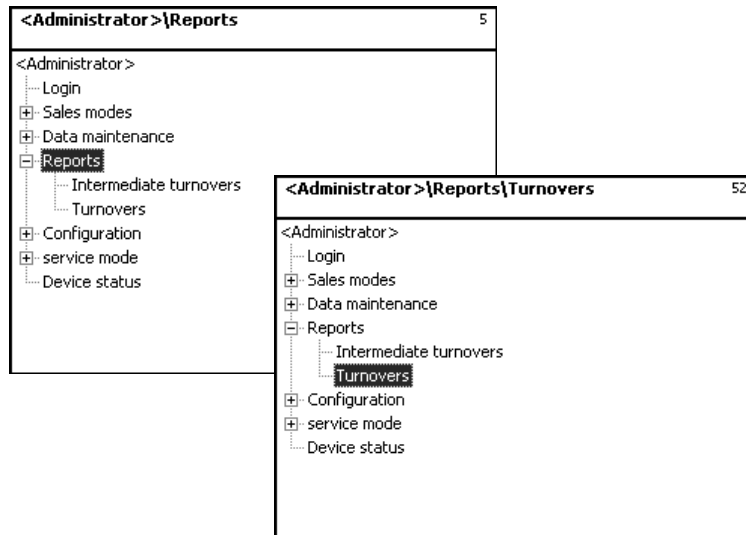 <Administrator>\Reports 5
<Administrator>
Login
Sales modes
Data maintenance
Reports
Intermediate turnovers
Turnovers
Configuration
service mode
Device status
<Administrator>\Reports\Turnovers 52
<Administrator>
Login
Sales modes
Data maintenance
Reports
Intermediate turnovers
Turnovers
Configuration
service mode
Device status